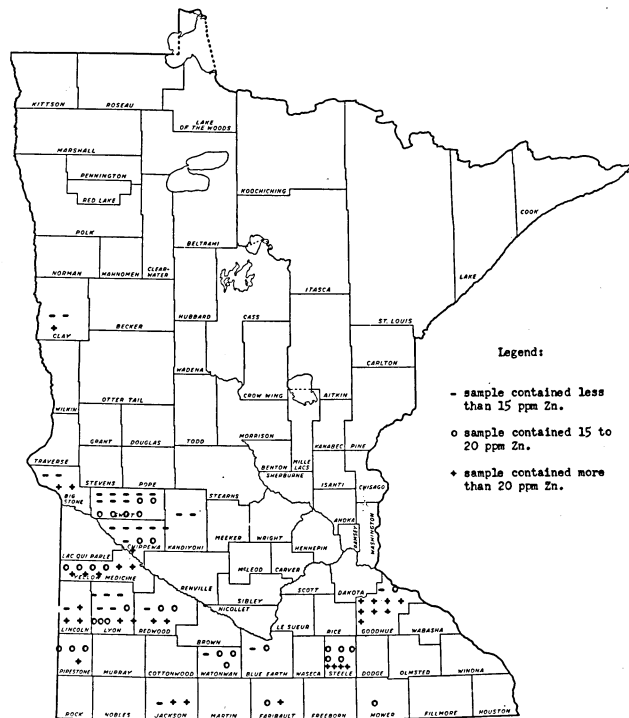 KITTSON
ROSEAU
LAKE
OF THE WOODS
MARSHALL
PENNINGTON
RED LAKE
KOOCHICHING
COOK
POLK
LAKE
BELTRAMI
NORMAN
MAHNOMEN
CLEAR-
WATER
ITASCA
HUBBARD
CASS
ST. LOUIS
CLAY
BECKER
WADENA
CARLTON
Legend:
- sample contained less
than 15 ppm Zn.
o sample contained 15 to
20 ppm Zn.
+ sample contained more
than 20 ppm Zn.
OTTER TAIL
CROW WING
AITKIN
WILKIN
GRANT
DOUGLAS
TODD
MORRISON
KANABEC
PINE
MILLE
LACS
BENTON
TRAVERSE
STEVENS
POPE
SHERBURNE
BIG
STONE
STEARNS
ISANTI
CHISAGO
SWIFT
ANOKA
RAMSEY
WASHINGTON
MEEKER
WRIGHT
CHIPPEWA
KANDIYOHI
HENNEPIN
LAC QUI PARLE
McLEOD
CARVER
YELLOW MEDICINE
RENVILLE
SCOTT
DAKOTA
SIBLEY
NICOLLET
LINCOLN
LYON
REDWOOD
LE SUEUR
RICE
GOODHUE
WABASHA
BROWN
PIPESTONE
MURRAY
COTTONWOOD
WATONWAN
BLUE EARTH
WASECA
STEELE
DODGE
OLMSTED
WINONA
ROCK
NOBLES
JACKSON
MARTIN
FARIBAULT
FREEBORN
MOWER
FILLMORE
HOUSTON